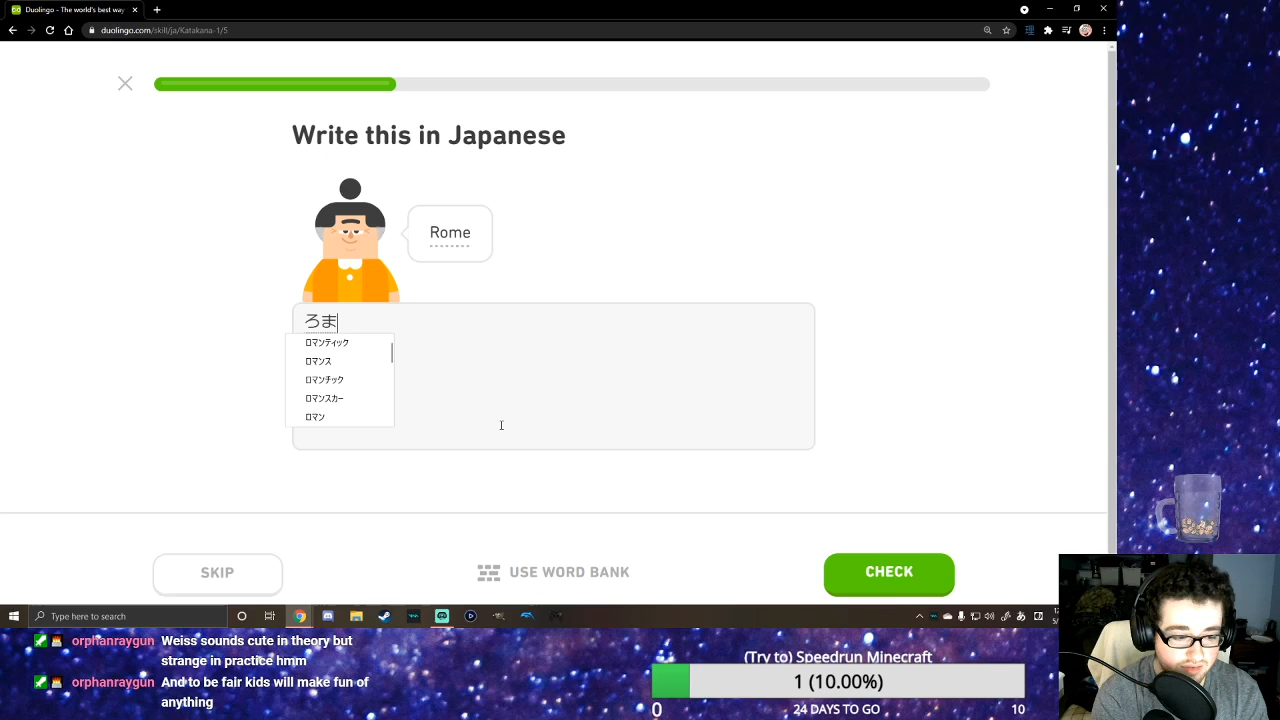 Duolingo - The world's best way
duolingo.com/skill/ja/Katakana-1/5
Write this in Japanese
Rome
ろま
ロマンティック
ロマンス
ロマンチック
ロマンスカー
ロマン
SKIP
USE WORD BANK
CHECK
Type here to search
あ
orphanraygun Weiss sounds cute in theory but
strange in practice hmm
orphanraygun And to be fair kids will make fun of
anything
(Try to) Speedrun Minecraft
1 (10.00%)
0 24 DAYS TO GO 10